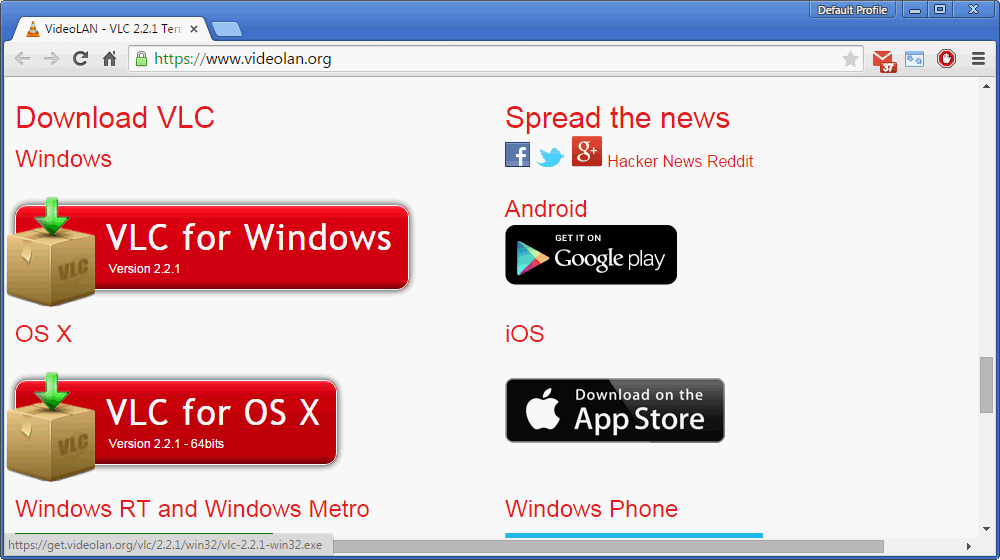 Default Profile
VideoLAN - VLC 2.2.1 Terr
https://www.videolan.org
37
Download VLC
Windows
VLC for Windows
Version 2.2.1
VLC
OS X
VLC for OS X
Version 2.2.1 - 64bits
VLC
Windows RT and Windows Metro
Spread the news
f
g+
Hacker News Reddit
Android
GET IT ON
Google play
iOS
Download on the
App Store
Windows Phone
https://get.videolan.org/vlc/2.2.1/win32/vlc-2.2.1-win32.exe